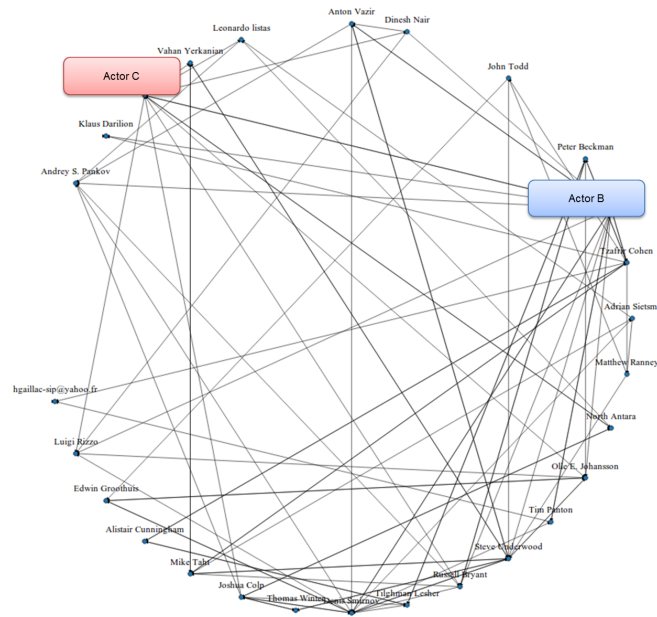 Anton Vazir
Dinesh Nair
Leonardo listas
Vahan Yerkanian
John Todd
Actor C
Klaus Darilion
Peter Beckman
Andrey S. Pankov
Actor B
Tzafrir Cohen
Adrian Sietsm
Matthew Ranney
hgaillac-sip@yahoo.fr
North Antara
Luigi Rizzo
Olle E. Johansson
Edwin Groothuis
Tim Panton
Alistair Cunningham
Steve Underwood
Mike Taht
Russell Bryant
Joshua Colp
Thomas Winter
Denis Smirnov
Tilghman Lesher